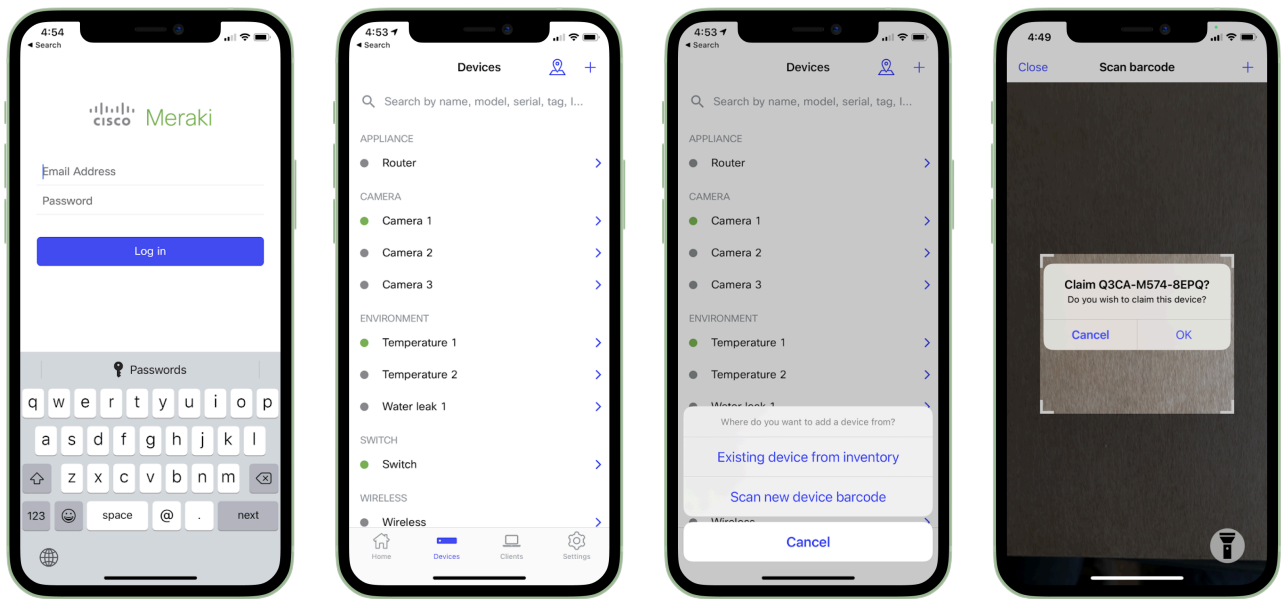 4:54
◀ Search
CISCO Meraki
Email Address
Password
Log in
Passwords
q w e r t y u i o p
a s d f g h j k l
z x c v b n m
123 space @ . next
4:53
◀ Search
Devices +
Search by name, model, serial, tag, I...
APPLIANCE
Router
CAMERA
Camera 1
Camera 2
Camera 3
ENVIRONMENT
Temperature 1
Temperature 2
Water leak 1
SWITCH
Switch
WIRELESS
Wireless
Home Devices Clients Settings
4:53
◀ Search
Devices +
Search by name, model, serial, tag, I...
APPLIANCE
Router
CAMERA
Camera 1
Camera 2
Camera 3
ENVIRONMENT
Temperature 1
Temperature 2
Water leak 1
Where do you want to add a device from?
Existing device from inventory
Scan new device barcode
Wireless
Cancel
4:49
Close Scan barcode +
Claim Q3CA-M574-8EPQ?
Do you wish to claim this device?
Cancel OK